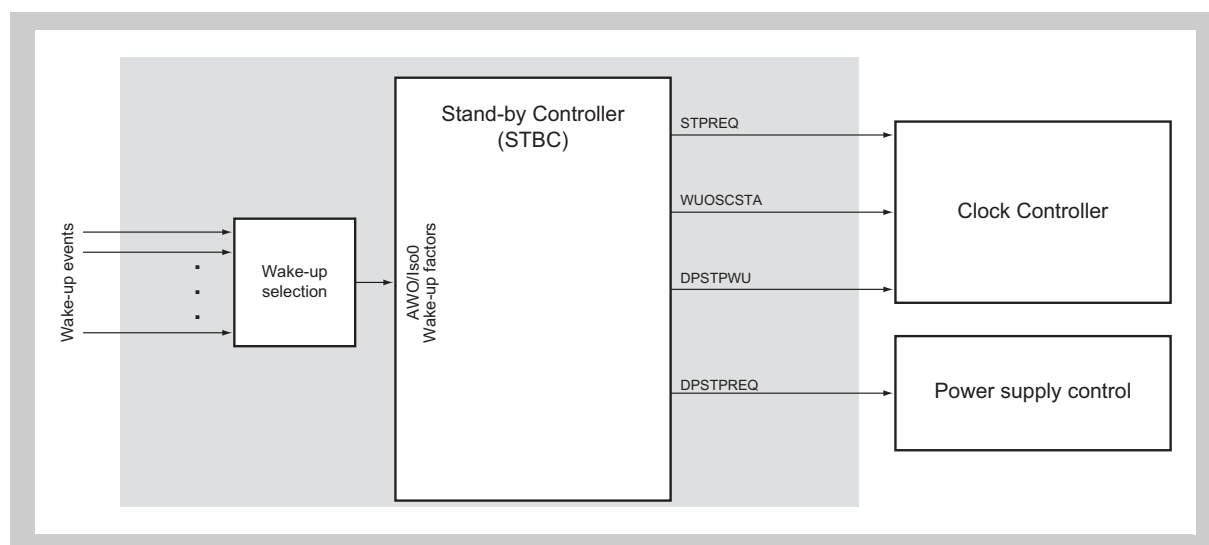 Wake-up events
Wake-up
selection
AWO/Iso0
Wake-up factors
Stand-by Controller
(STBC)
STPREQ
WUOSCSTA
DPSTPWU
DPSTPREQ
Clock Controller
Power supply control